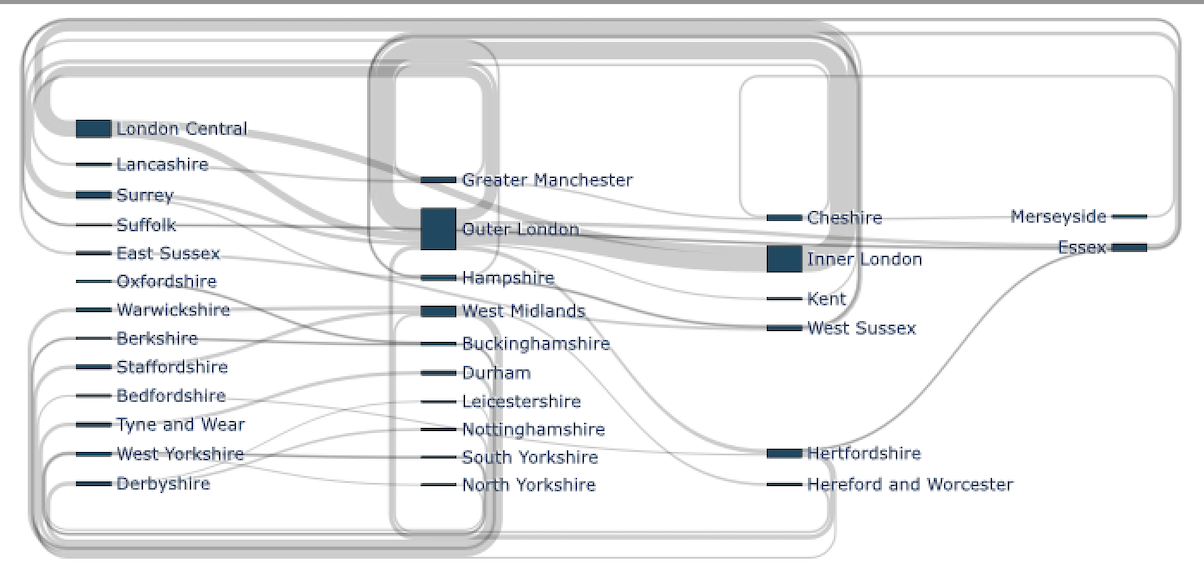 London Central
Lancashire
Surrey
Suffolk
East Sussex
Oxfordshire
Warwickshire
Berkshire
Staffordshire
Bedfordshire
Tyne and Wear
West Yorkshire
Derbyshire
Greater Manchester
Outer London
Hampshire
West Midlands
Buckinghamshire
Durham
Leicestershire
Nottinghamshire
South Yorkshire
North Yorkshire
Cheshire
Inner London
Kent
West Sussex
Hertfordshire
Hereford and Worcester
Merseyside
Essex